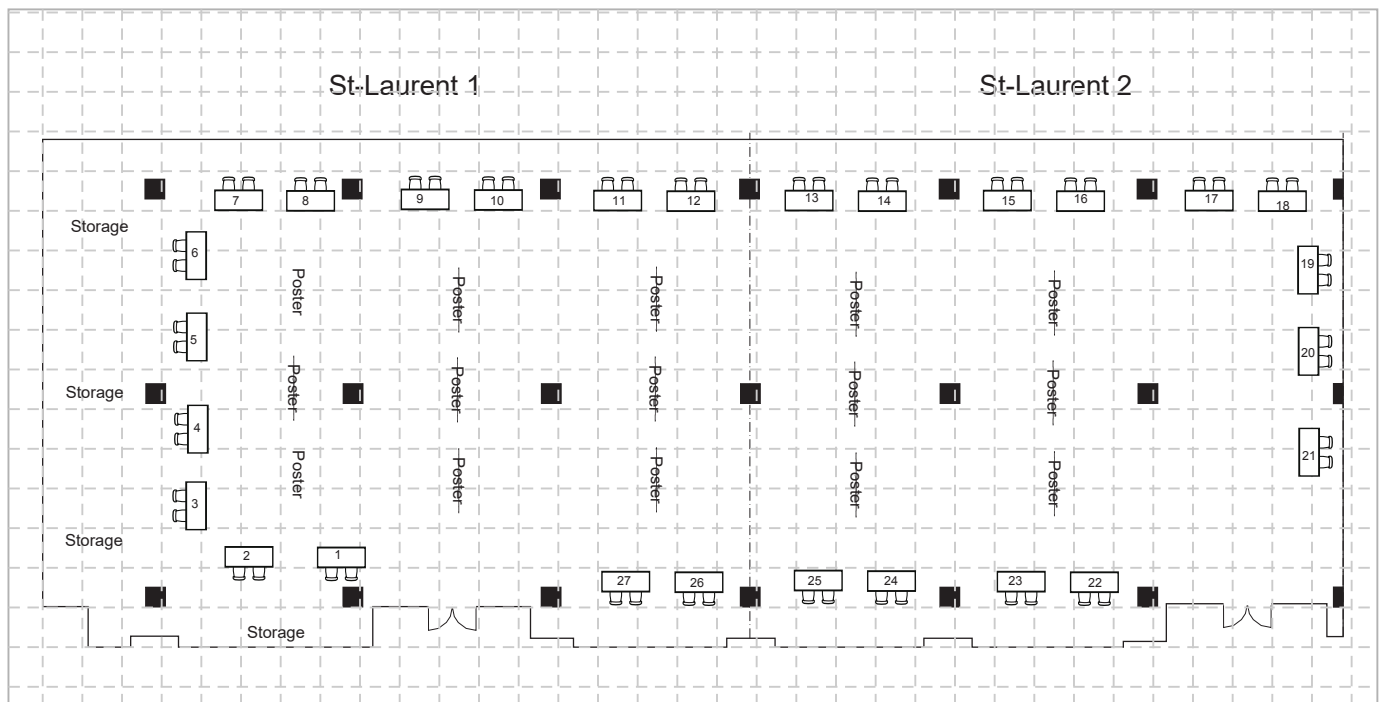 St-Laurent 1
St-Laurent 2
7
8
9
10
11
12
13
14
15
16
17
18
Storage
6
19
Poster
Poster
Poster
Poster
Poster
5
20
Storage
Poster
Poster
Poster
Poster
Poster
4
21
Poster
Poster
Poster
Poster
Poster
3
Storage
2
1
27
26
25
24
23
22
Storage